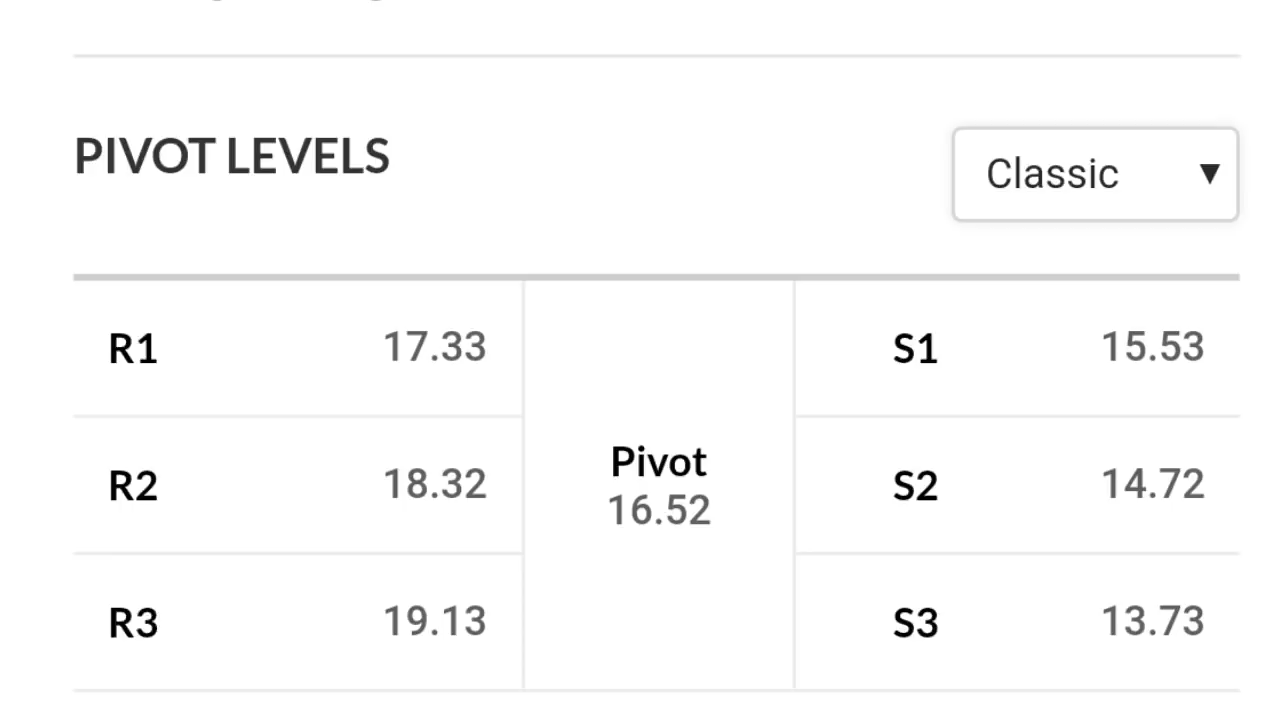 PIVOT LEVELS
Classic ▼
R1 17.33
R2 18.32
R3 19.13
Pivot
16.52
S1 15.53
S2 14.72
S3 13.73